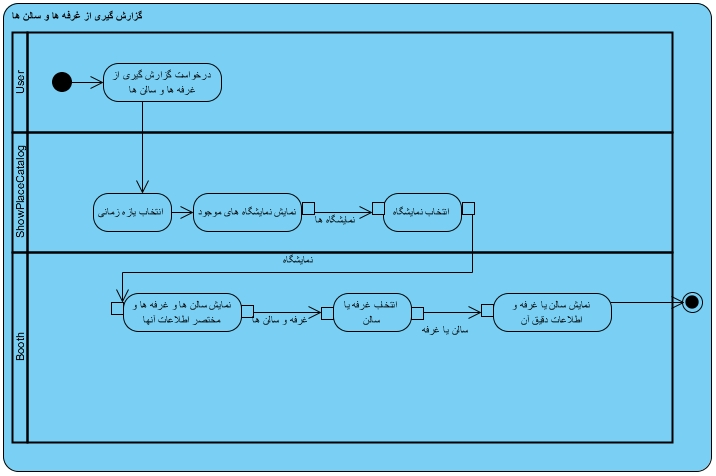 گزارش گیری از غرفه ها و سالن ها
User
درخواست گزارش گیری از
غرفه ها و سالن ها
ShowPlaceCatalog
انتخاب بازه زمانی
نمایش نمایشگاه های موجود
نمایشگاه ها
انتخاب نمایشگاه
نمایشگاه
Booth
نمایش سالن ها و غرفه ها و
مختصر اطلاعات آنها
غرفه و سالن ها
انتخاب غرفه یا
سالن
سالن یا غرفه
نمایش سالن یا غرفه و
اطلاعات دقیق آن